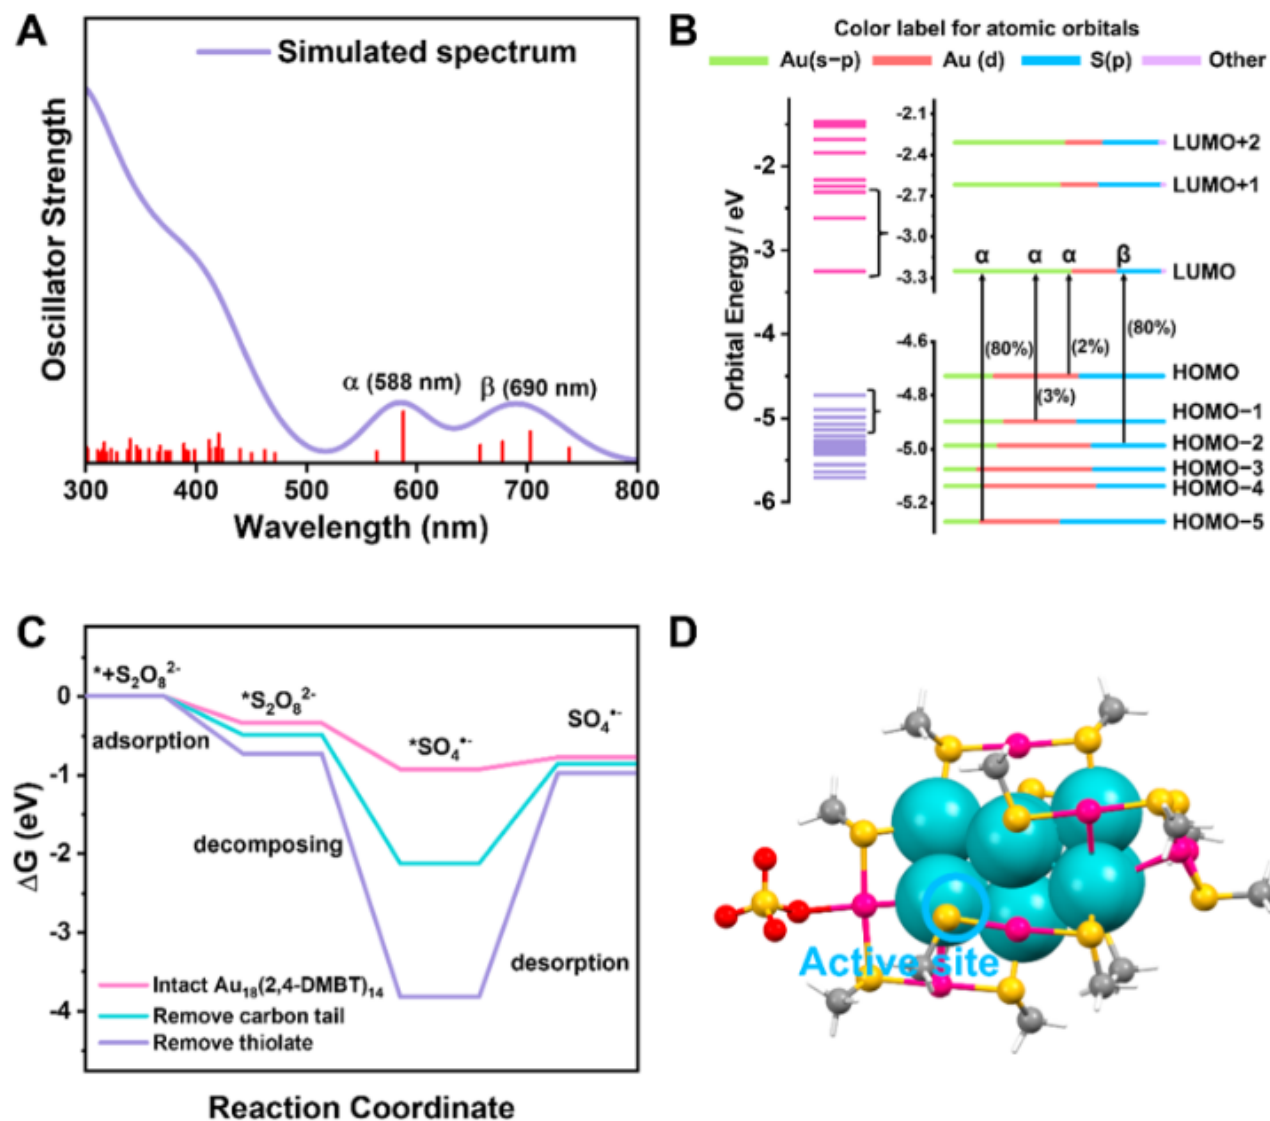 A
Simulated spectrum
Oscillator Strength
α (588 nm)
β (690 nm)
300 400 500 600 700 800
Wavelength (nm)
B
Color label for atomic orbitals
Au(s−p) Au (d) S(p) Other
Orbital Energy / eV
-2
-3
-4
-5
-6
-2.1
-2.4
-2.7
-3.0
-3.3
-4.6
-4.8
-5.0
-5.2
LUMO+2
LUMO+1
α α α β
LUMO
(80%)
(2%)
(80%)
(3%)
HOMO
HOMO−1
HOMO−2
HOMO−3
HOMO−4
HOMO−5
C
ΔG (eV)
0
-1
-2
-3
-4
*+S₂O₈²⁻
*S₂O₈²⁻
*SO₄•⁻
SO₄•⁻
adsorption
decomposing
desorption
Intact Au₁₈(2,4-DMBT)₁₄
Remove carbon tail
Remove thiolate
Reaction Coordinate
D
Active site